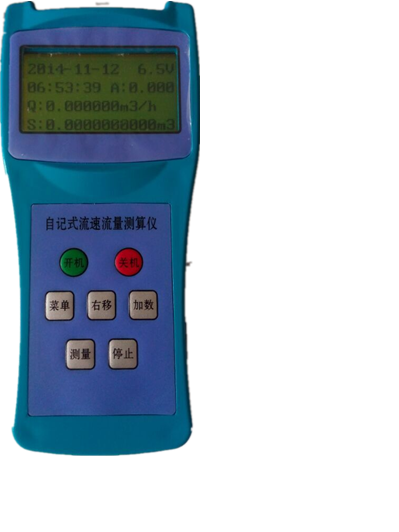 2014-11-12 6.5V
06:53:39 A:0.000
Q:0.000000m3/h
S:0.0000000000m3
自记式流速流量测算仪
开机 关机
菜单 右移 加数
测量 停止